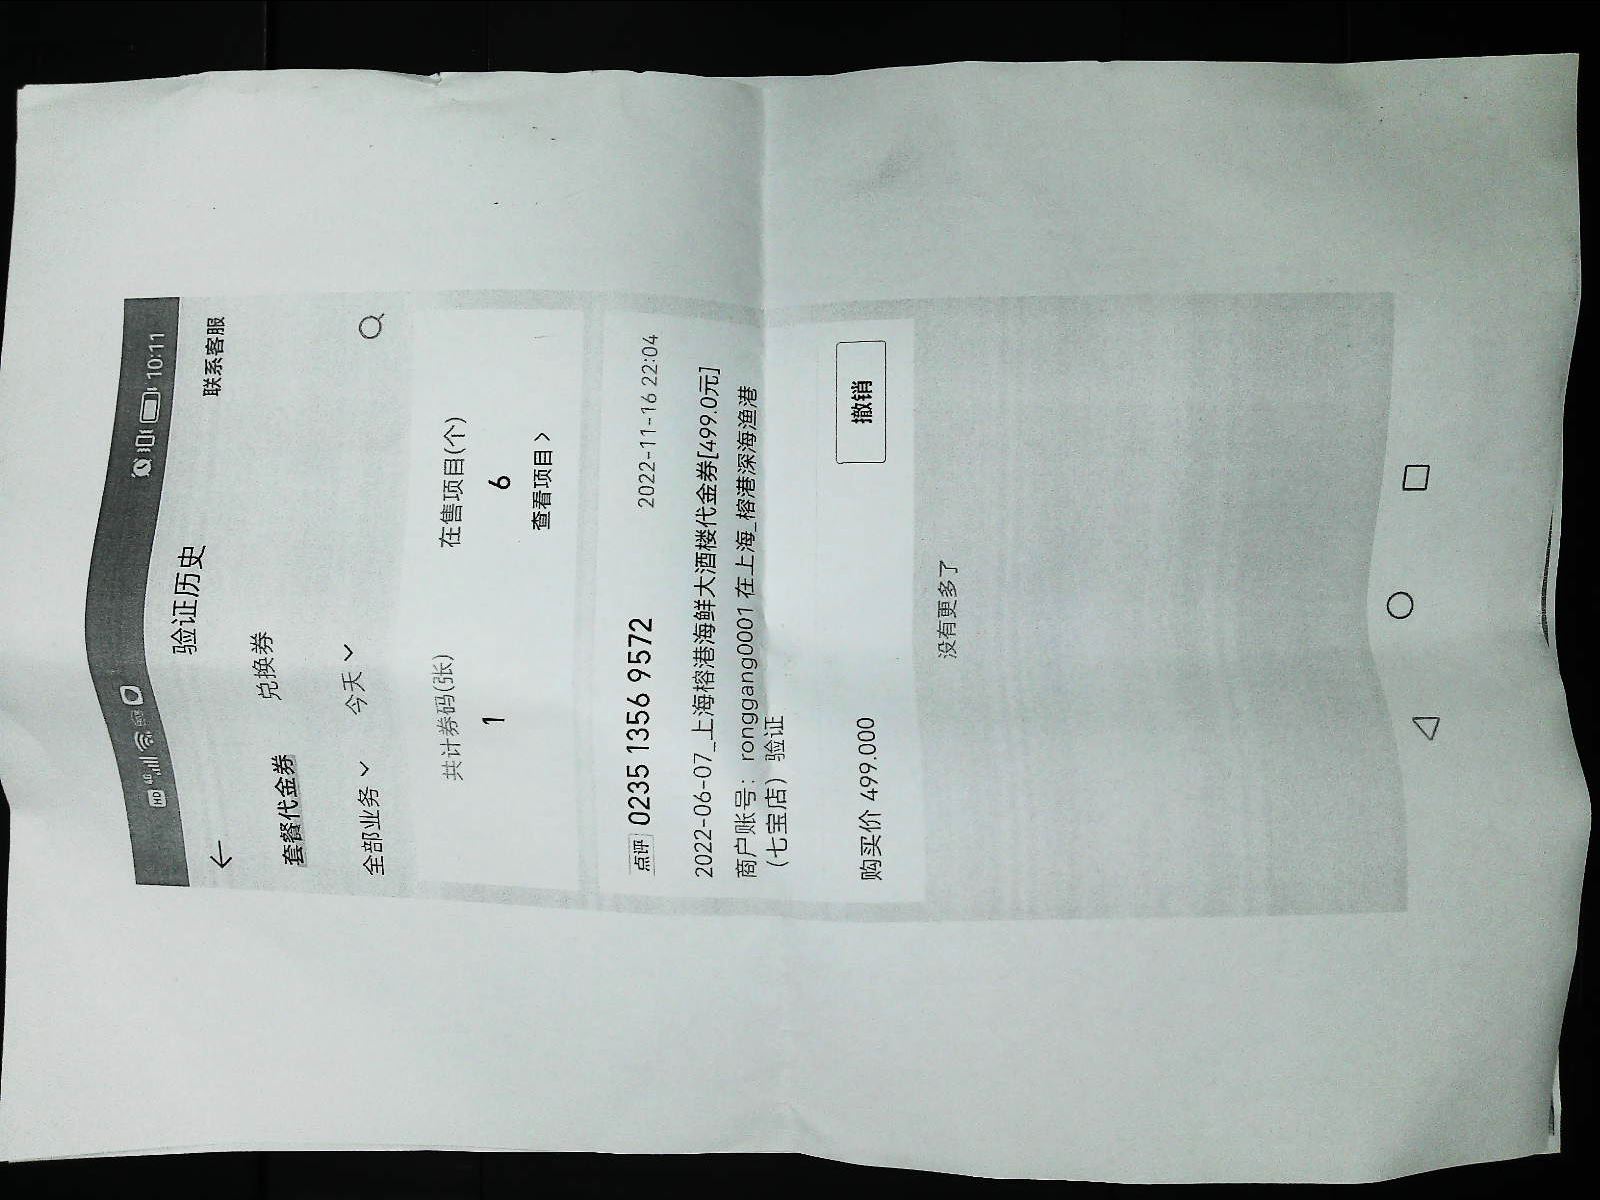 HD 4G 10:11
验证历史
联系客服
套餐代金券 兑换券
全部业务 今天
共计券码(张) 在售项目(个)
1 6
查看项目>
点评 0235 1356 9572 2022-11-16 22:04
2022-06-07_上海榕港海鲜大酒楼代金券[499.0元]
商户账号：ronggang0001 在上海_榕港深海渔港
(七宝店）验证
购买价 499.000
撤销
没有更多了